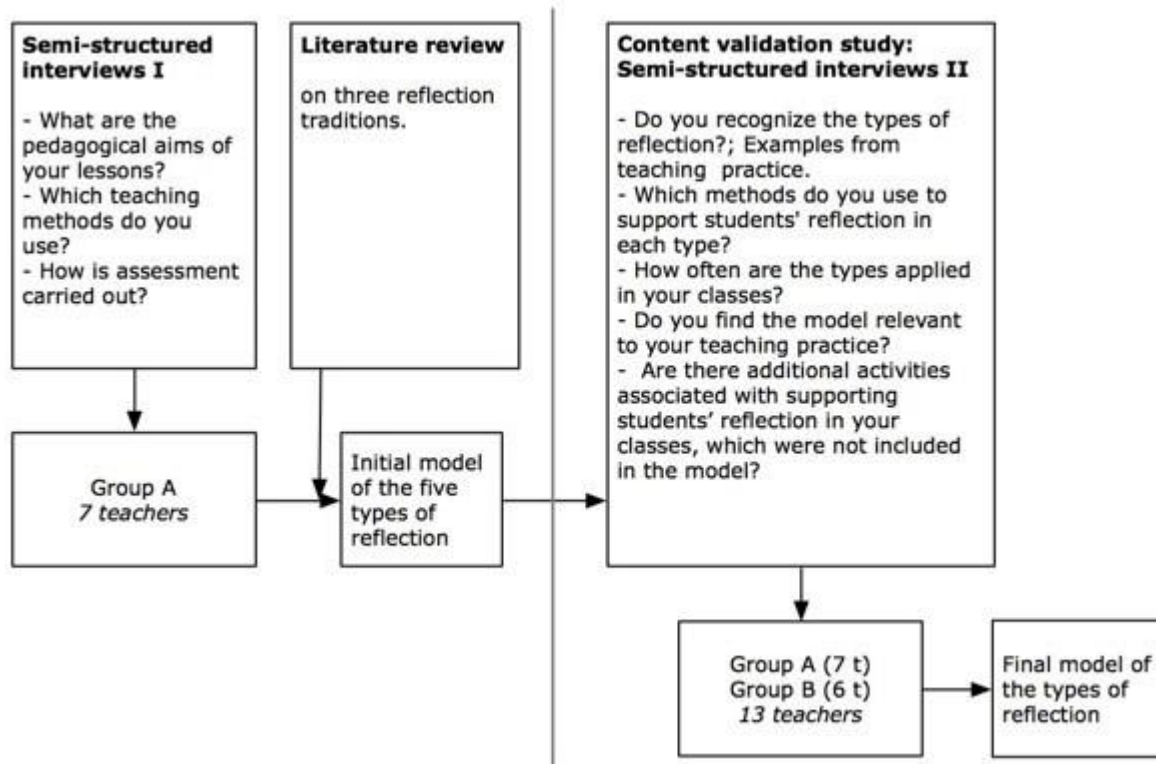 Semi-structured
interviews I
- What are the
pedagogical aims of
your lessons?
- Which teaching
methods do you
use?
- How is assessment
carried out?
Literature review
on three reflection
traditions.
Content validation study:
Semi-structured interviews II
- Do you recognize the types of
reflection?; Examples from
teaching practice.
- Which methods do you use to
support students' reflection in
each type?
- How often are the types applied
in your classes?
- Do you find the model relevant
to your teaching practice?
- Are there additional activities
associated with supporting
students’ reflection in your
classes, which were not included
in the model?
Group A
7 teachers
Initial model
of the five
types of
reflection
Group A (7 t)
Group B (6 t)
13 teachers
Final model of
the types of
reflection